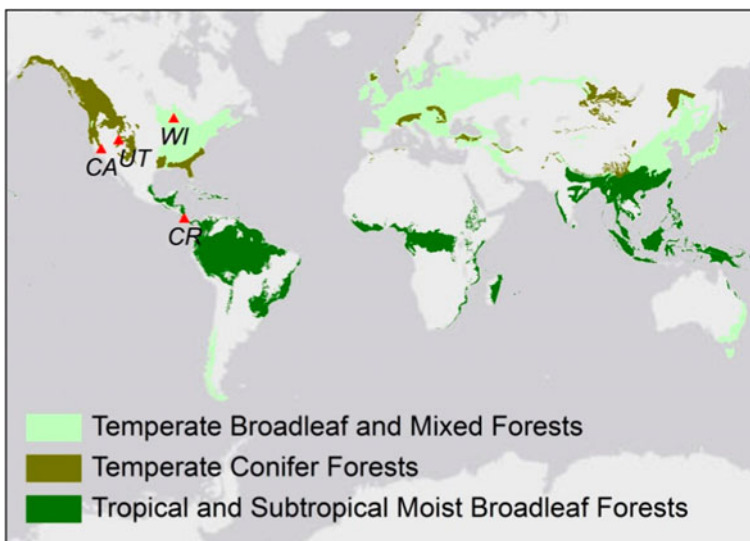 WI
CA
UT
CR
Temperate Broadleaf and Mixed Forests
Temperate Conifer Forests
Tropical and Subtropical Moist Broadleaf Forests